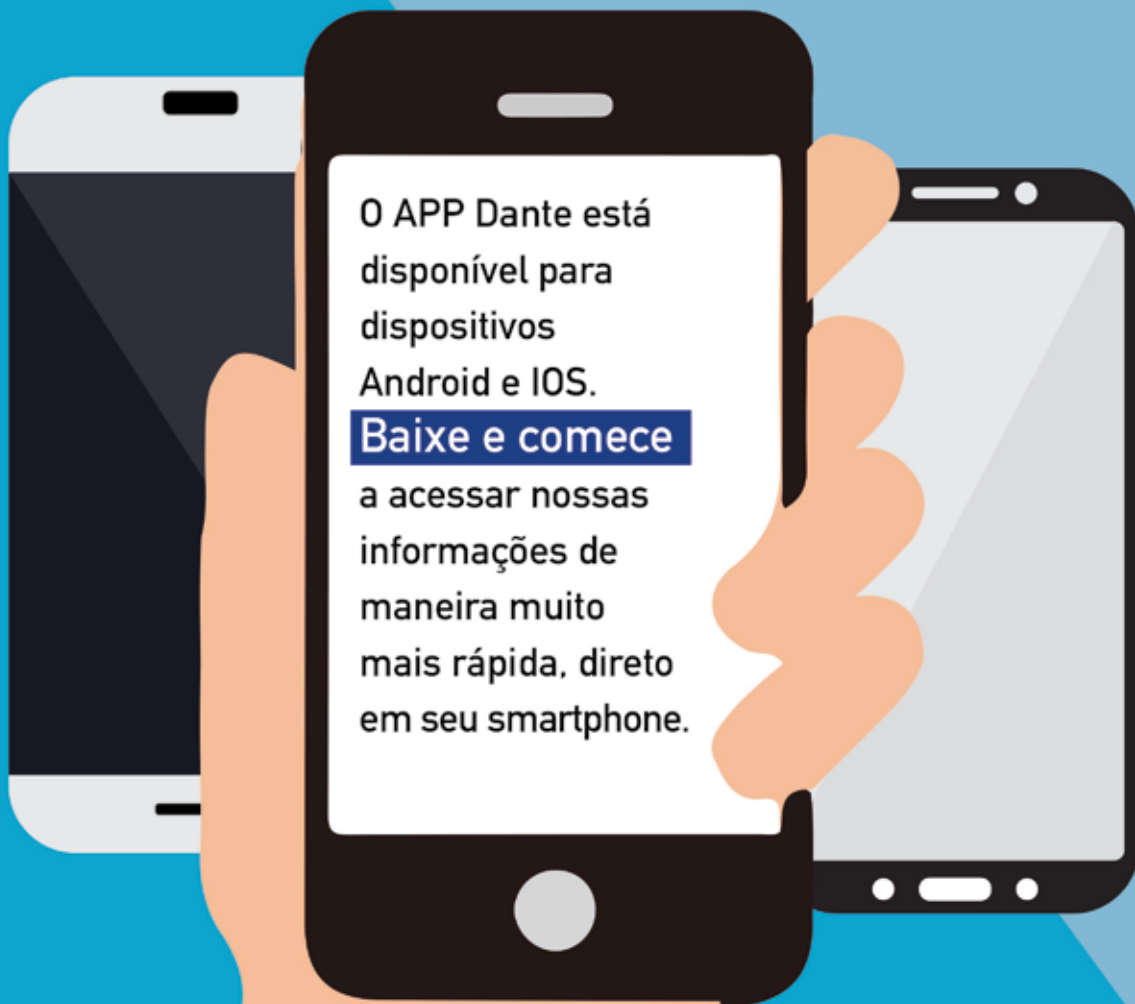 O APP Dante está
disponível para
dispositivos
Android e IOS.
Baixe e comece
a acessar nossas
informações de
maneira muito
mais rápida, direto
em seu smartphone.